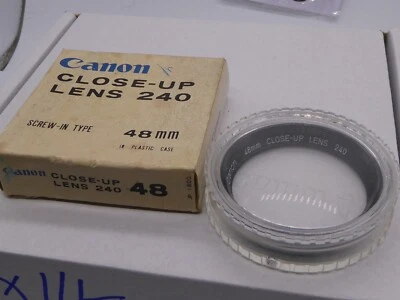 Canon
CLOSE-UP
LENS 240
SCREW-IN TYPE 48mm
IN PLASTIC CASE
Canon CLOSE-UP
LENS 240 48
Canon 48mm CLOSE-UP LENS 240